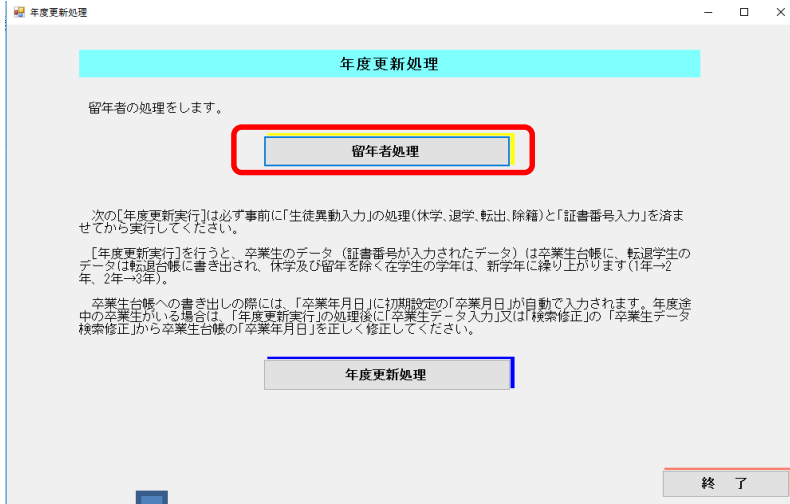 年度更新処理
年度更新処理
留年者の処理をします。
留年者処理
次の[年度更新実行]は必ず事前に「生徒異動入力」の処理(休学、退学、転出、除籍)と「証書番号入力」を済ま
せてから実行してください。
[年度更新実行]を行うと、卒業生のデータ（証書番号が入力されたデータ）は卒業生台帳に、転退学生の
データは転退台帳に書き出され、休学及び留年を除く在学生の学年は、新学年に繰り上がります(1年→2
年、2年→3年)。
卒業生台帳への書き出しの際には、「卒業年月日」に初期設定の「卒業月日」が自動で入力されます。年度途
中の卒業生がいる場合は、「年度更新実行」の処理後に「卒業生データ入力」又は「検索修正」の「卒業生データ
検索修正」から卒業生台帳の「卒業年月日」を正しく修正してください。
年度更新処理
終 了